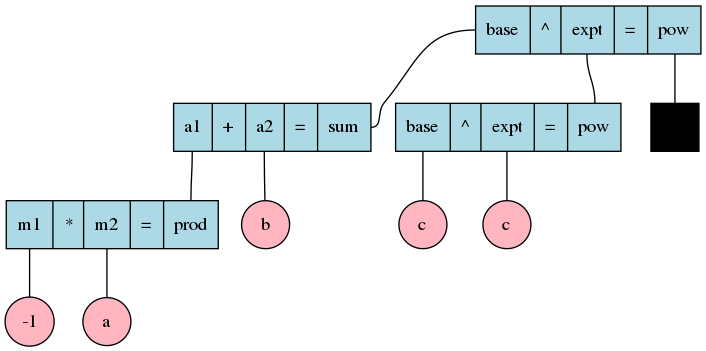 base ^ expt = pow
a1 + a2 = sum
base ^ expt = pow
m1 * m2 = prod
b
c
c
-1
a